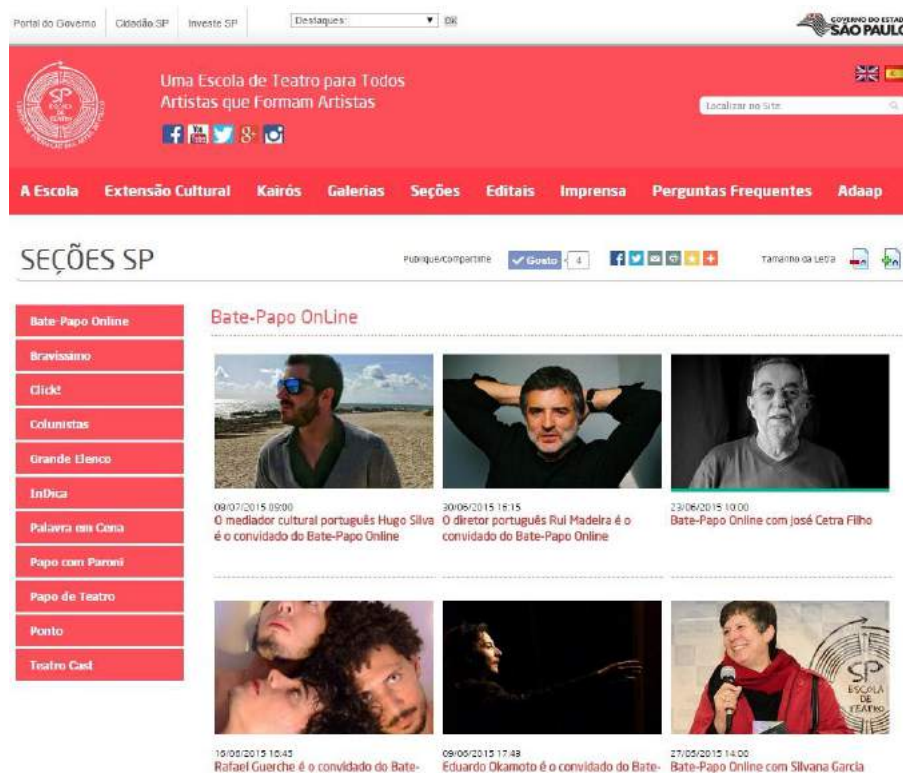 Portal do Governo
Cidadão.SP
Investe SP
Destaques:
OK
GOVERNO DO ESTAD
SÃO PAULO
SP
ESCOLA
DE
TEATRO
Uma Escola de Teatro para Todos
Artistas que Formam Artistas
Localizar no Site
A Escola
Extensão Cultural
Kairós
Galerias
Seções
Editais
Imprensa
Perguntas Frequentes
Adaap
SEÇÕES SP
Publique/compartilhe
Gosto
4
Tamanho da Letra
Bate-Papo Online
Bravíssimo
Click!
Colunistas
Grande Elenco
InDica
Palavra em Cena
Papo com Paroni
Papo de Teatro
Ponto
Teatro Cast
Bate-Papo OnLine
09/07/2015 09:00
O mediador cultural português Hugo Silva
é o convidado do Bate-Papo Online
30/06/2015 16:15
O diretor português Rui Madeira é o
convidado do Bate-Papo Online
23/06/2015 10:00
Bate-Papo Online com José Cetra Filho
16/06/2015 16:45
Rafael Guerche é o convidado do Bate-
09/06/2015 17:48
Eduardo Okamoto é o convidado do Bate-
SP
ESCOLA
DE
TEATRO
27/05/2015 14:00
Bate-Papo Online com Silvana Garcia